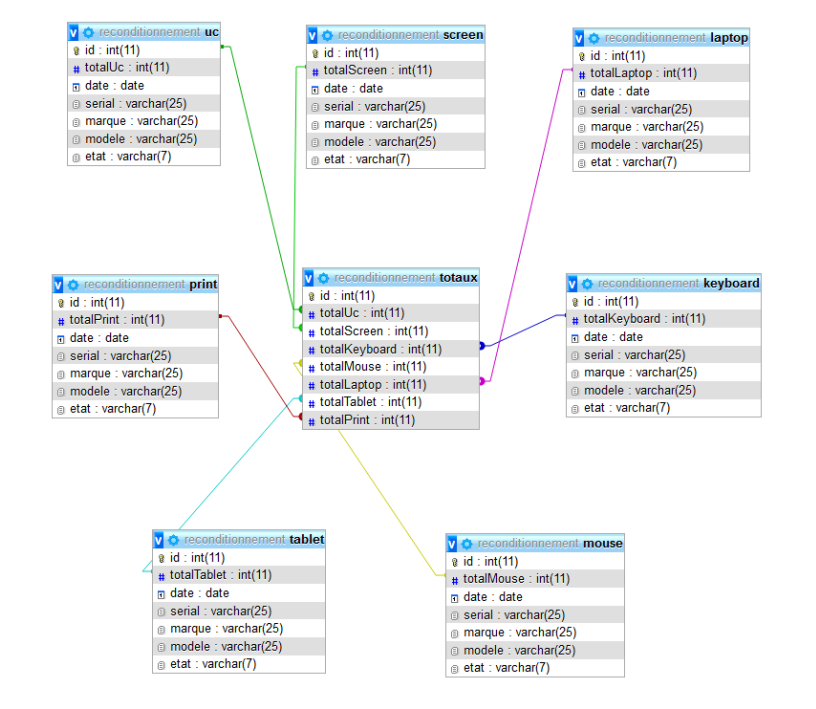 reconditionnement uc
id : int(11)
totalUc : int(11)
date : date
serial : varchar(25)
marque : varchar(25)
modele : varchar(25)
etat : varchar(7)
reconditionnement screen
id : int(11)
totalScreen : int(11)
date : date
serial : varchar(25)
marque : varchar(25)
modele : varchar(25)
etat : varchar(7)
reconditionnement laptop
id : int(11)
totalLaptop : int(11)
date : date
serial : varchar(25)
marque : varchar(25)
modele : varchar(25)
etat : varchar(7)
reconditionnement print
id : int(11)
totalPrint : int(11)
date : date
serial : varchar(25)
marque : varchar(25)
modele : varchar(25)
etat : varchar(7)
reconditionnement totaux
id : int(11)
totalUc : int(11)
totalScreen : int(11)
totalKeyboard : int(11)
totalMouse : int(11)
totalLaptop : int(11)
totalTablet : int(11)
totalPrint : int(11)
reconditionnement keyboard
id : int(11)
totalKeyboard : int(11)
date : date
serial : varchar(25)
marque : varchar(25)
modele : varchar(25)
etat : varchar(7)
reconditionnement tablet
id : int(11)
totalTablet : int(11)
date : date
serial : varchar(25)
marque : varchar(25)
modele : varchar(25)
etat : varchar(7)
reconditionnement mouse
id : int(11)
totalMouse : int(11)
date : date
serial : varchar(25)
marque : varchar(25)
modele : varchar(25)
etat : varchar(7)